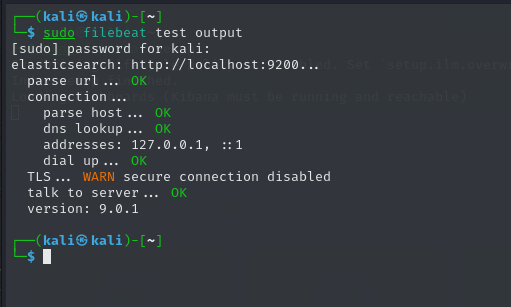 ┌──(kali㉿kali)-[~]
└─$ sudo filebeat test output
[sudo] password for kali:
elasticsearch: http://localhost:9200...
  parse url... OK
  connection...
    parse host... OK
    dns lookup... OK
    addresses: 127.0.0.1, ::1
    dial up... OK
  TLS... WARN secure connection disabled
  talk to server... OK
  version: 9.0.1
┌──(kali㉿kali)-[~]
└─$